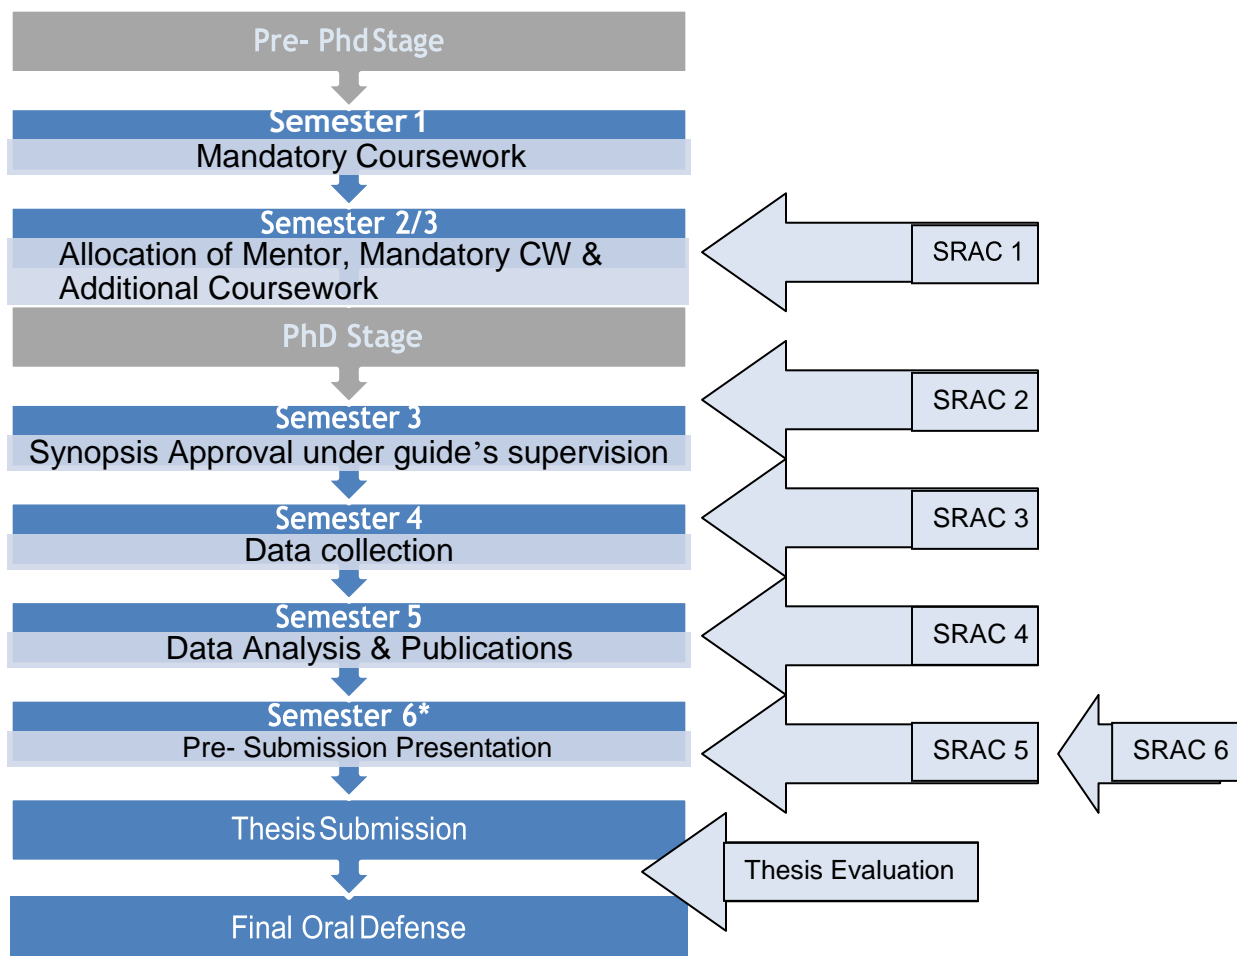 Pre- Phd Stage
Semester 1
Mandatory Coursework
Semester 2/3
Allocation of Mentor, Mandatory CW &
Additional Coursework
SRAC 1
PhD Stage
SRAC 2
Semester 3
Synopsis Approval under guide’s supervision
Semester 4
Data collection
SRAC 3
Semester 5
Data Analysis & Publications
SRAC 4
Semester 6*
Pre- Submission Presentation
SRAC 5
SRAC 6
Thesis Submission
Thesis Evaluation
Final Oral Defense